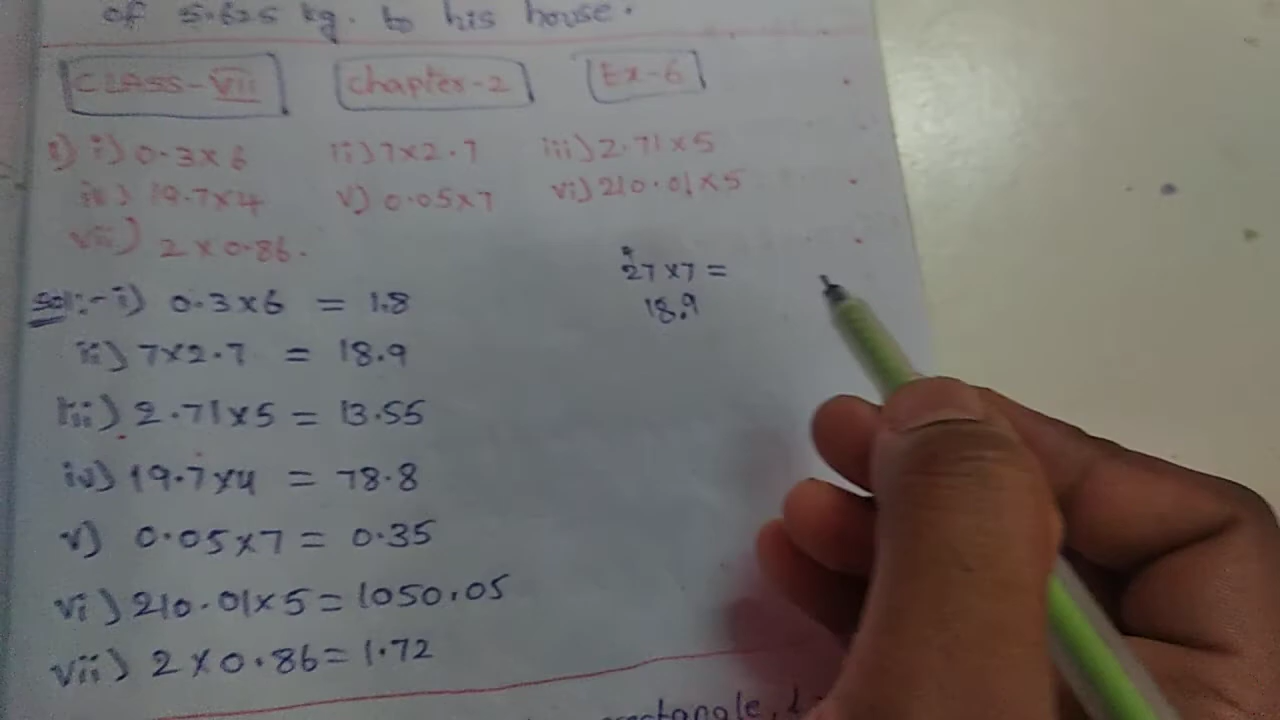 of 5.625 kg. to his house.
CLASS-VII chapter-2 Ex-6
1) i) 0.3×6 ii) 7×2.7 iii) 2.71×5
iv) 19.7×4 v) 0.05×7 vi) 210.01×5
vii) 2×0.86.
27×7 =
18.9
Sol:- i) 0.3×6 = 1.8
ii) 7×2.7 = 18.9
iii) 2.71×5 = 13.55
iv) 19.7×4 = 78.8
v) 0.05×7 = 0.35
vi) 210.01×5 = 1050.05
vii) 2×0.86 = 1.72
rectangle,